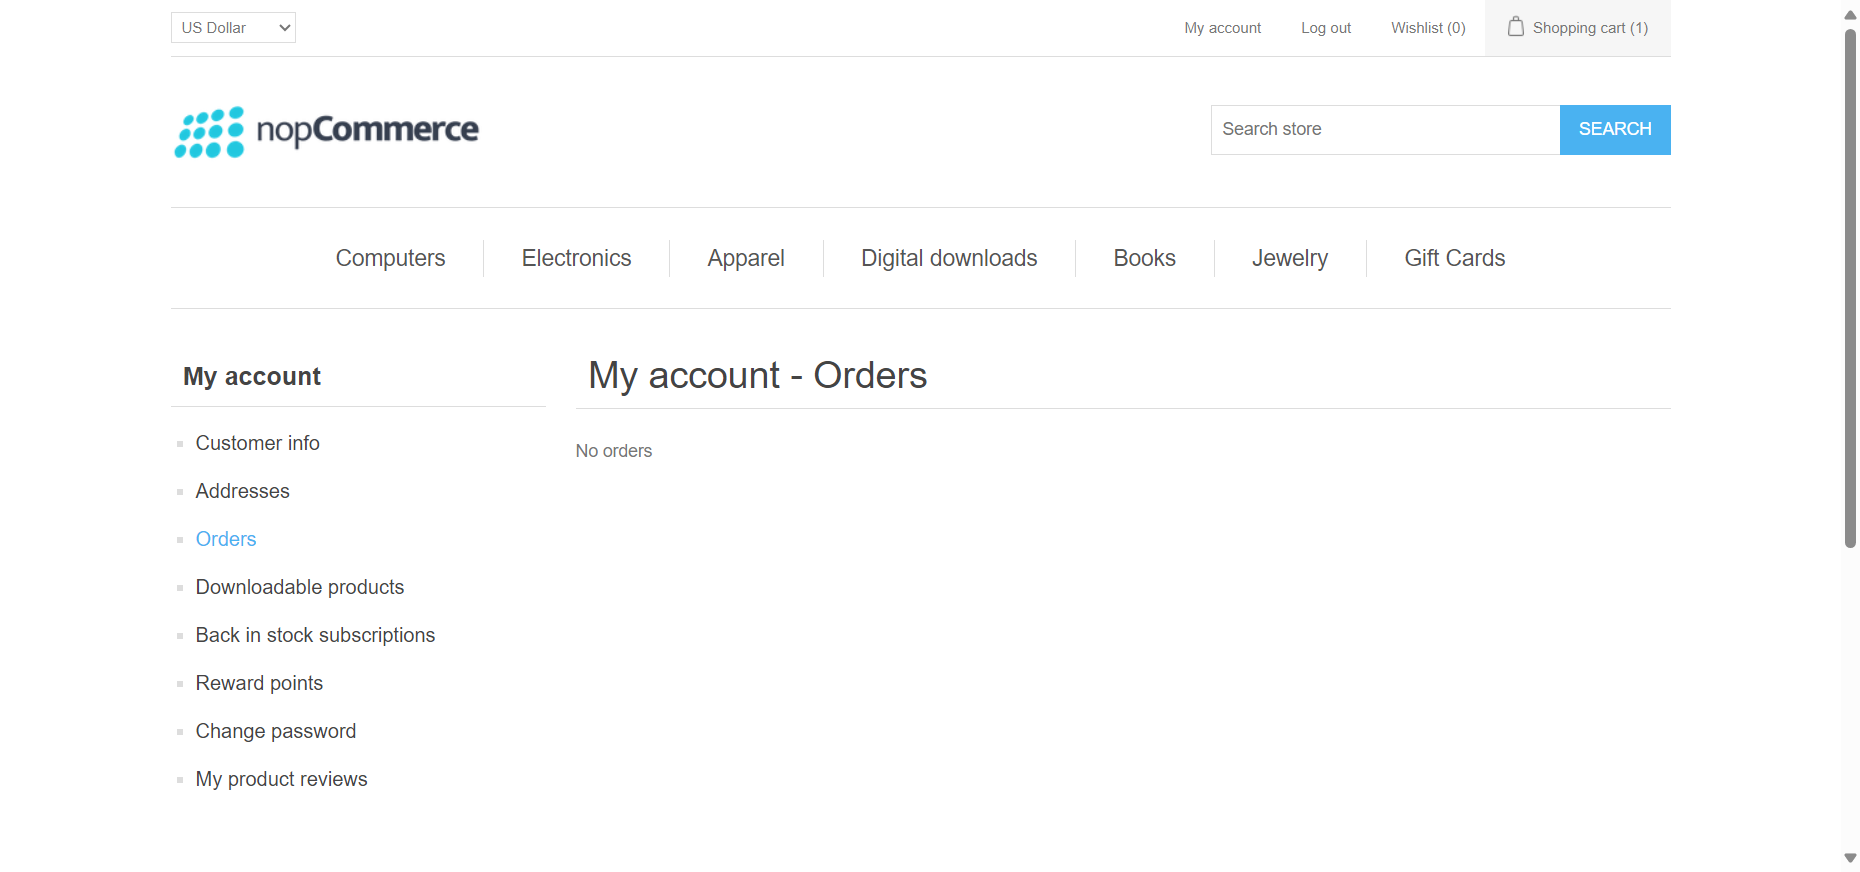 US Dollar
My account
Log out
Wishlist (0)
Shopping cart (1)
nopCommerce
Search store
SEARCH
Computers
Electronics
Apparel
Digital downloads
Books
Jewelry
Gift Cards
My account
Customer info
Addresses
Orders
Downloadable products
Back in stock subscriptions
Reward points
Change password
My product reviews
My account - Orders
No orders